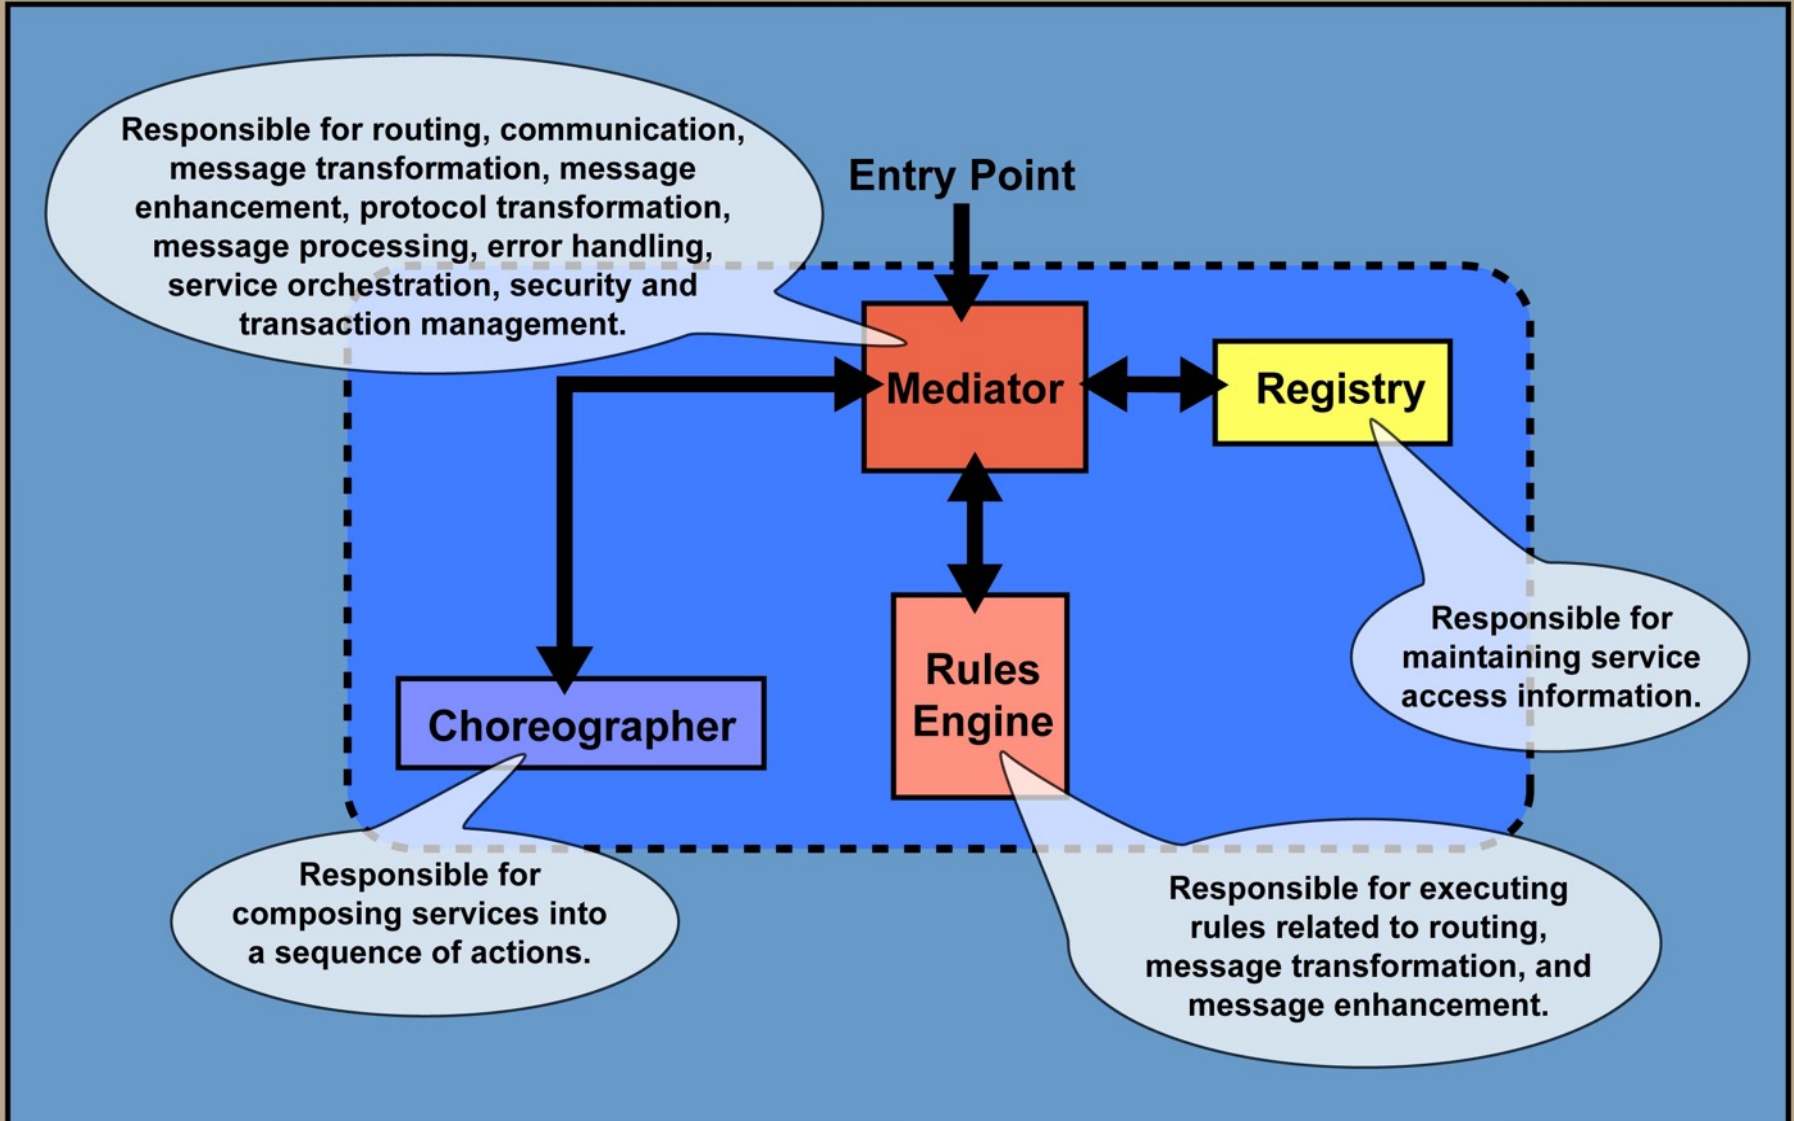 Responsible for routing, communication,
message transformation, message
enhancement, protocol transformation,
message processing, error handling,
service orchestration, security and
transaction management.
Entry Point
Mediator
Registry
Responsible for
maintaining service
access information.
Rules
Engine
Choreographer
Responsible for
composing services into
a sequence of actions.
Responsible for executing
rules related to routing,
message transformation, and
message enhancement.